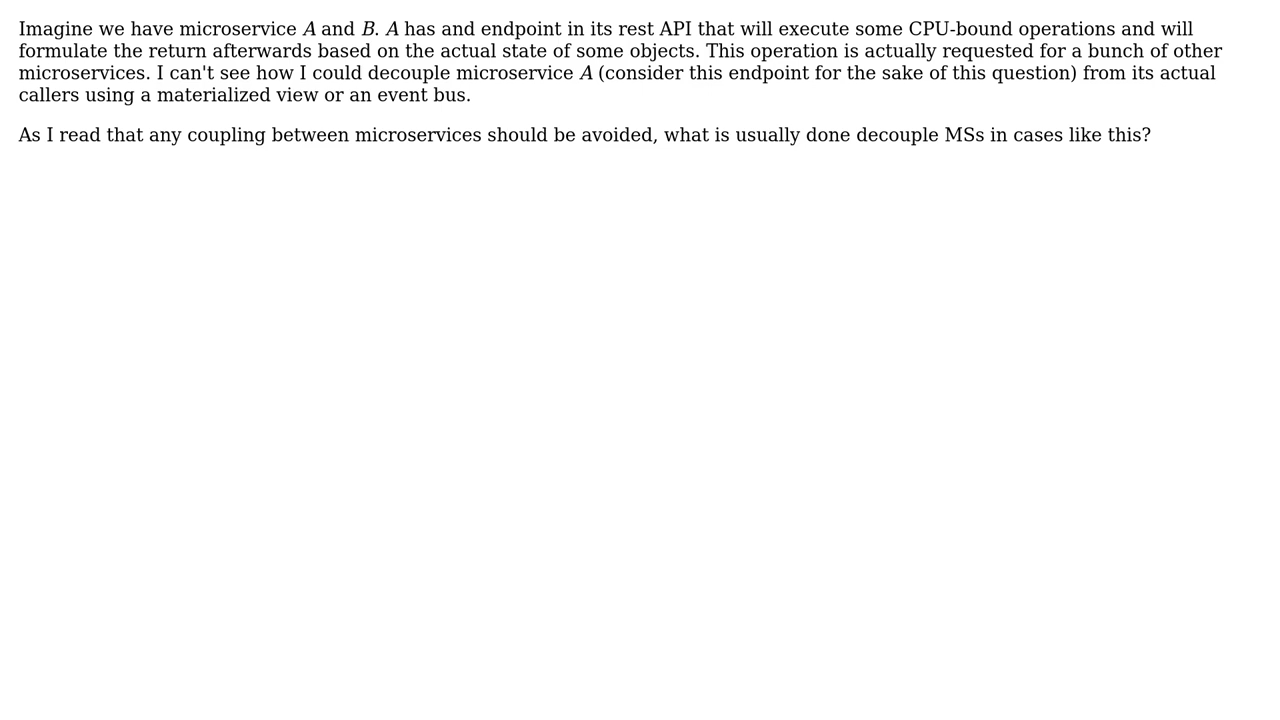 Imagine we have microservice A and B. A has and endpoint in its rest API that will execute some CPU-bound operations and will
formulate the return afterwards based on the actual state of some objects. This operation is actually requested for a bunch of other
microservices. I can't see how I could decouple microservice A (consider this endpoint for the sake of this question) from its actual
callers using a materialized view or an event bus.
As I read that any coupling between microservices should be avoided, what is usually done decouple MSs in cases like this?